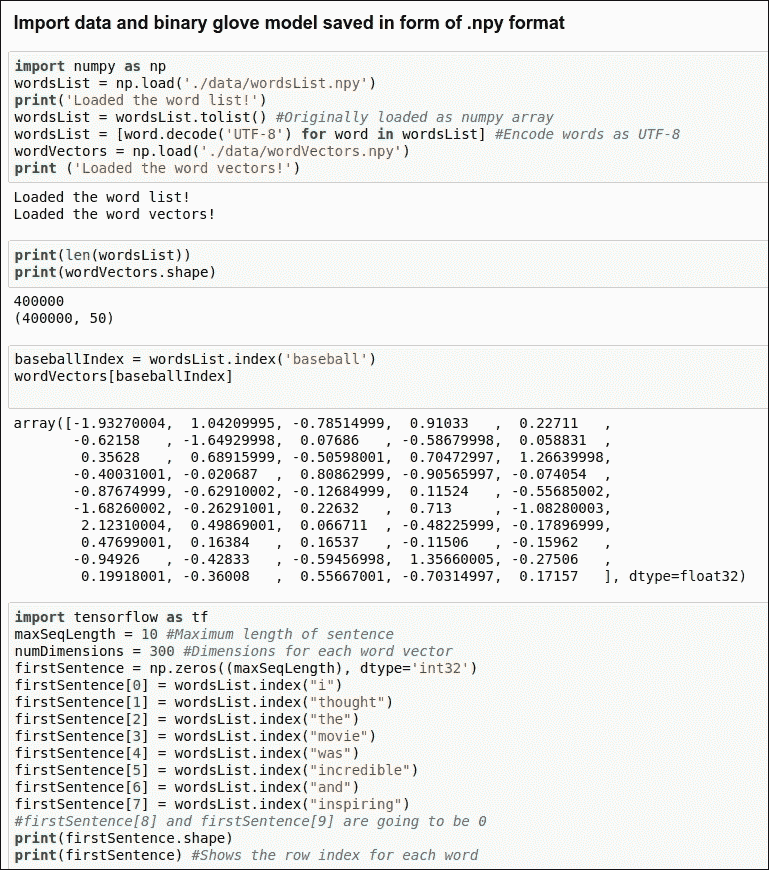 Import data and binary glove model saved in form of .npy format
import numpy as np
wordsList = np.load('./data/wordsList.npy')
print('Loaded the word list!')
wordsList = wordsList.tolist() #Originally loaded as numpy array
wordsList = [word.decode('UTF-8') for word in wordsList] #Encode words as UTF-8
wordVectors = np.load('./data/wordVectors.npy')
print ('Loaded the word vectors!')
Loaded the word list!
Loaded the word vectors!
print(len(wordsList))
print(wordVectors.shape)
400000
(400000, 50)
baseballIndex = wordsList.index('baseball')
wordVectors[baseballIndex]
array([-1.93270004,  1.04209995, -0.78514999,  0.91033   ,  0.22711   ,
       -0.62158   , -1.64929998,  0.07686   , -0.58679998,  0.058831  ,
        0.35628   ,  0.68915999, -0.50598001,  0.70472997,  1.26639998,
       -0.40031001, -0.020687  ,  0.80862999, -0.90565997, -0.074054  ,
       -0.87674999, -0.62910002, -0.12684999,  0.11524   , -0.55685002,
       -1.68260002, -0.26291001,  0.22632   ,  0.713     , -1.08280003,
        2.12310004,  0.49869001,  0.066711  , -0.48225999, -0.17896999,
        0.47699001,  0.16384   ,  0.16537   , -0.11506   , -0.15962   ,
       -0.94926   , -0.42833   , -0.59456998,  1.35660005, -0.27506   ,
        0.19918001, -0.36008   ,  0.55667001, -0.70314997,  0.17157   ], dtype=float32)
import tensorflow as tf
maxSeqLength = 10 #Maximum length of sentence
numDimensions = 300 #Dimensions for each word vector
firstSentence = np.zeros((maxSeqLength), dtype='int32')
firstSentence[0] = wordsList.index("i")
firstSentence[1] = wordsList.index("thought")
firstSentence[2] = wordsList.index("the")
firstSentence[3] = wordsList.index("movie")
firstSentence[4] = wordsList.index("was")
firstSentence[5] = wordsList.index("incredible")
firstSentence[6] = wordsList.index("and")
firstSentence[7] = wordsList.index("inspiring")
#firstSentence[8] and firstSentence[9] are going to be 0
print(firstSentence.shape)
print(firstSentence) #Shows the row index for each word